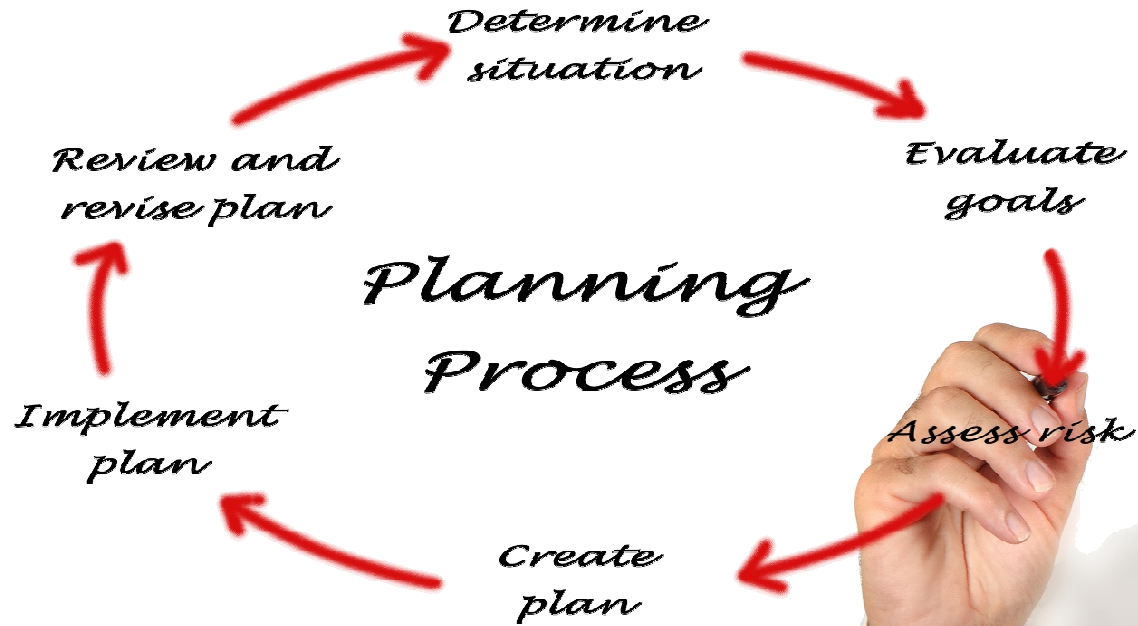 Determine
situation
Evaluate
goals
Assess risk
Create
plan
Implement
plan
Review and
revise plan
Planning
Process